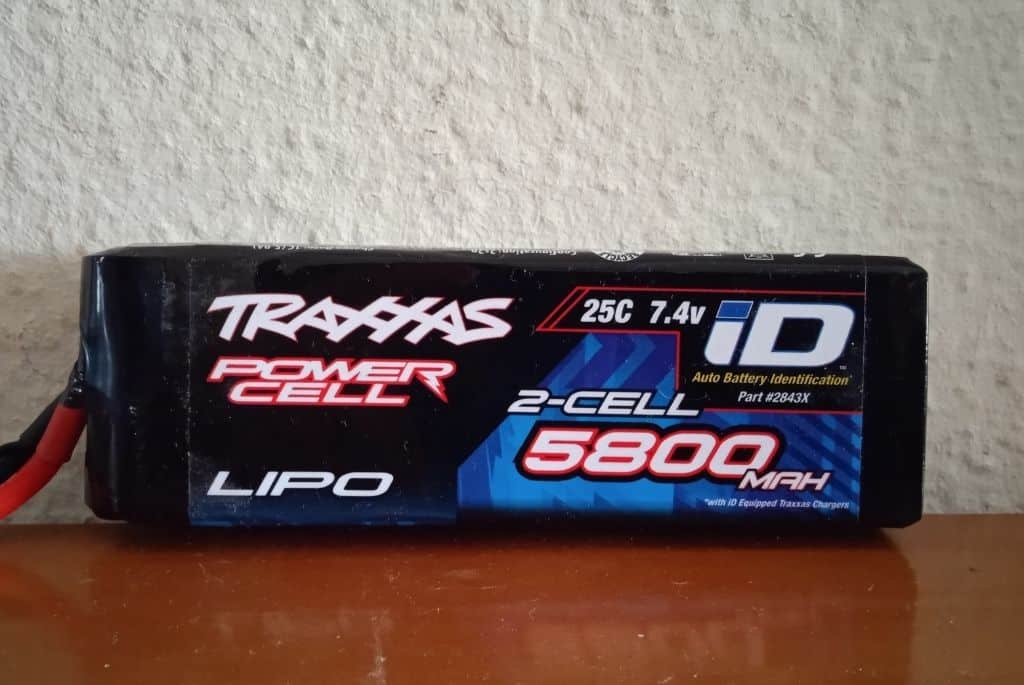 TRAXXAS
POWER
CELL
LIPO
25C 7.4v
iD
Auto Battery Identification
Part #2843X
2-CELL
5800
MAH
*with iD Equipped Traxxas Chargers